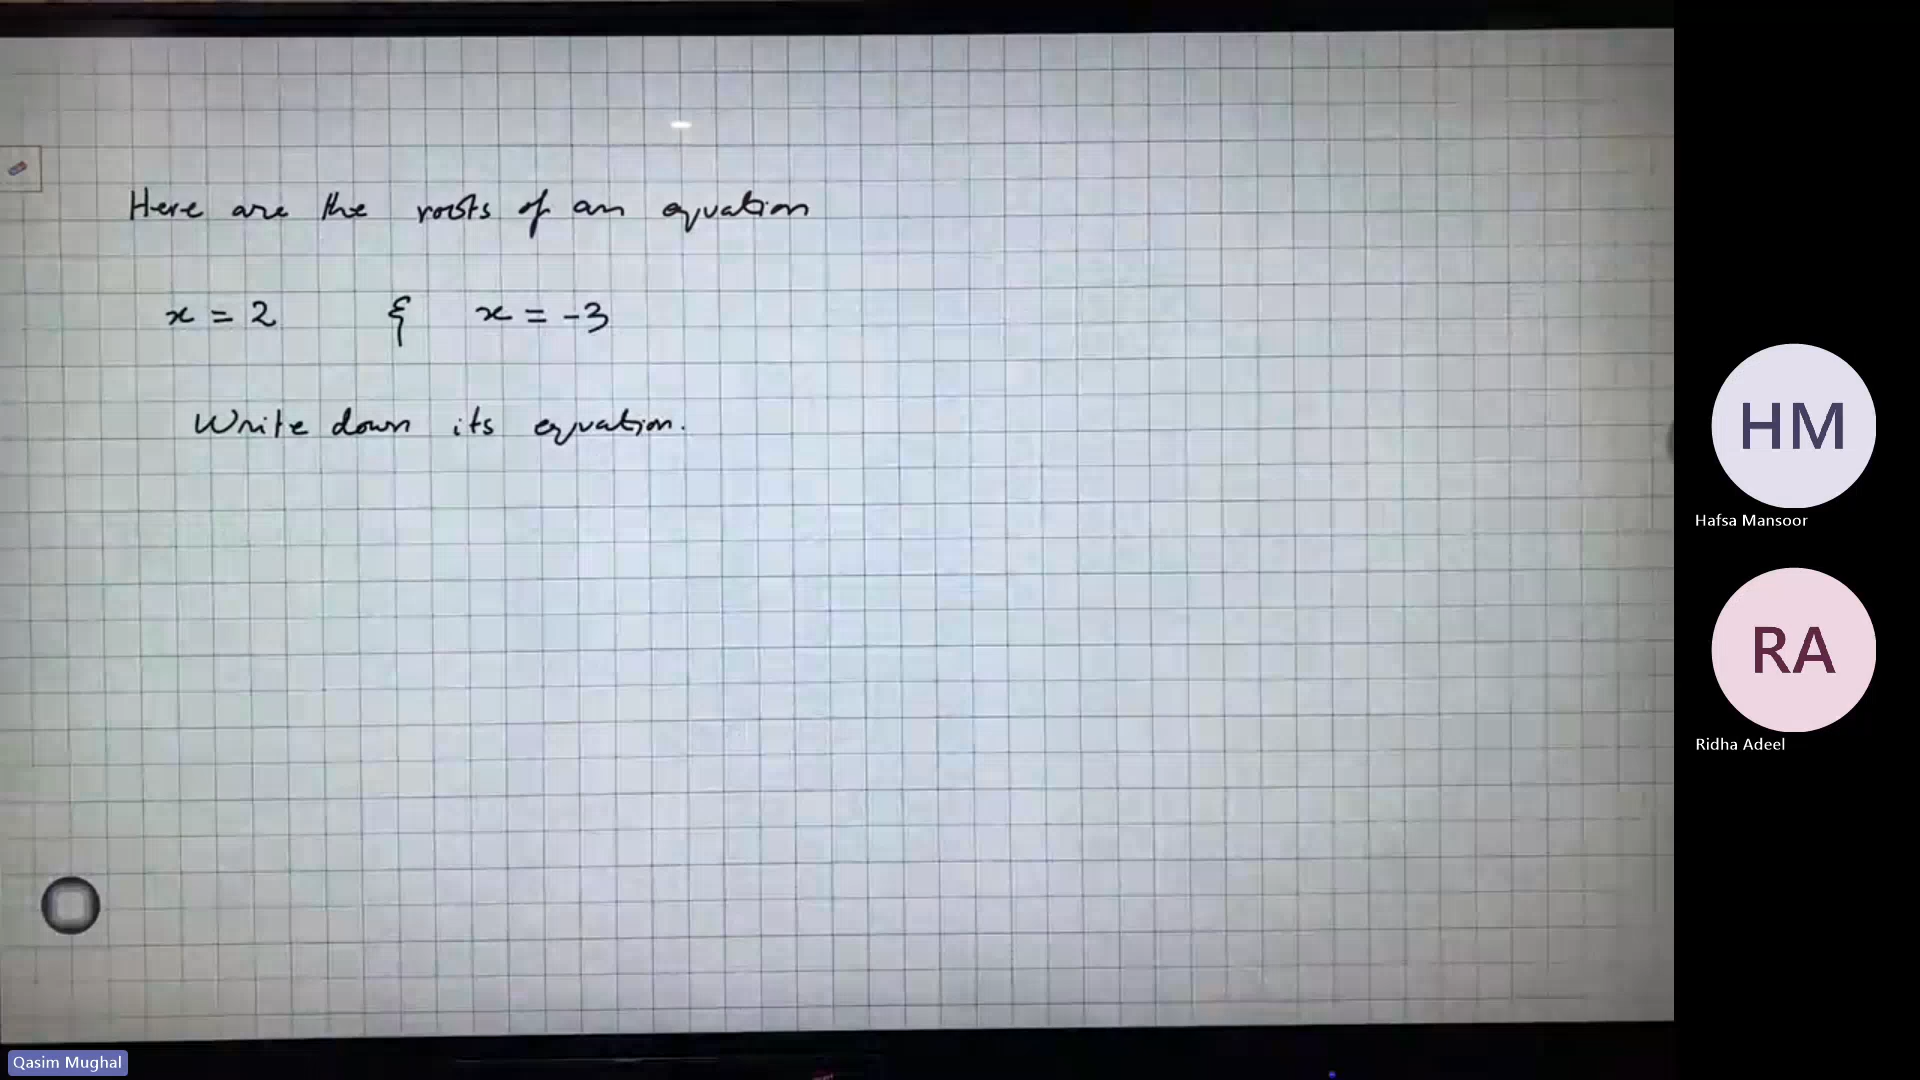 Here are the roots of an equation
x = 2 & x = -3
Write down its equation.
HM
Hafsa Mansoor
RA
Ridha Adeel
Qasim Mughal